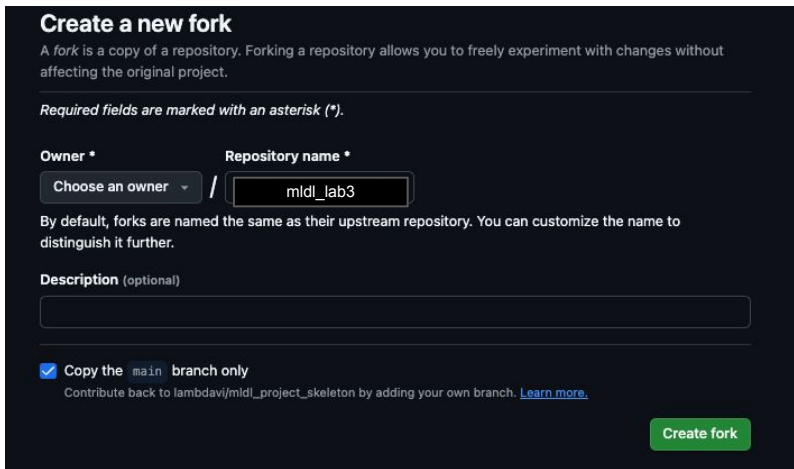 Create a new fork
A fork is a copy of a repository. Forking a repository allows you to freely experiment with changes without
affecting the original project.
Required fields are marked with an asterisk (*).
Owner * Repository name *
Choose an owner / mldl_lab3
By default, forks are named the same as their upstream repository. You can customize the name to
distinguish it further.
Description (optional)
Copy the main branch only
Contribute back to lambdavi/mldl_project_skeleton by adding your own branch. Learn more.
Create fork